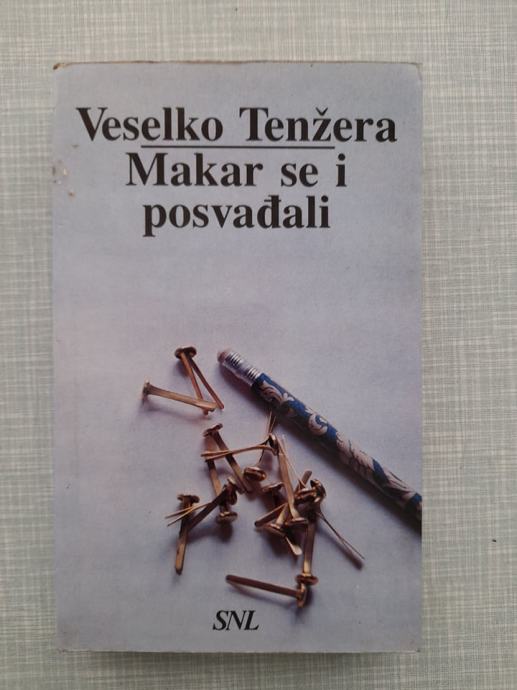 Veselko Tenžera
Makar se i
posvađali
SNL